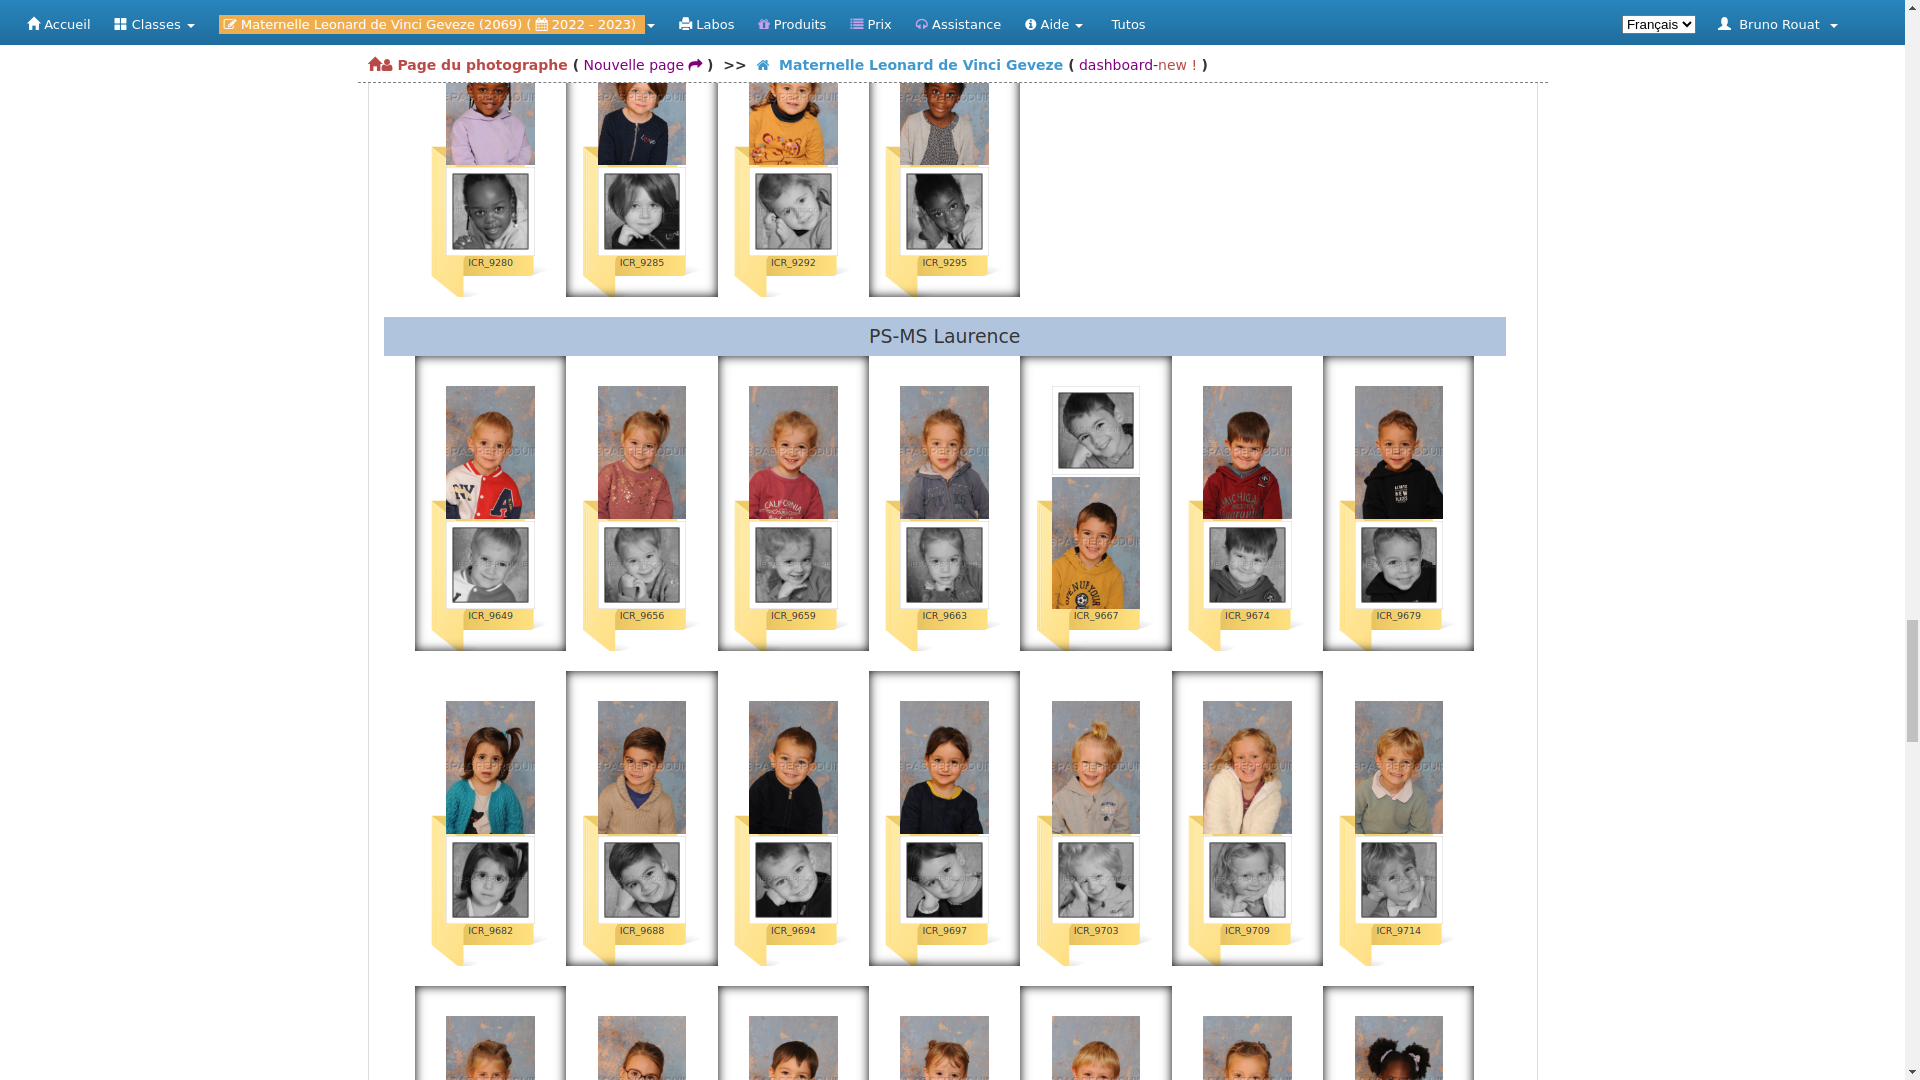 Accueil Classes Maternelle Leonard de Vinci Geveze (2069) ( 2022 - 2023) Labos Produits Prix Assistance Aide Tutos Français Bruno Rouat
Page du photographe ( Nouvelle page ) >> Maternelle Leonard de Vinci Geveze ( dashboard-new ! )
ICR_9280 ICR_9285 ICR_9292 ICR_9295
PS-MS Laurence
ICR_9649 ICR_9656 ICR_9659 ICR_9663 ICR_9667 ICR_9674 ICR_9679
ICR_9682 ICR_9688 ICR_9694 ICR_9697 ICR_9703 ICR_9709 ICR_9714